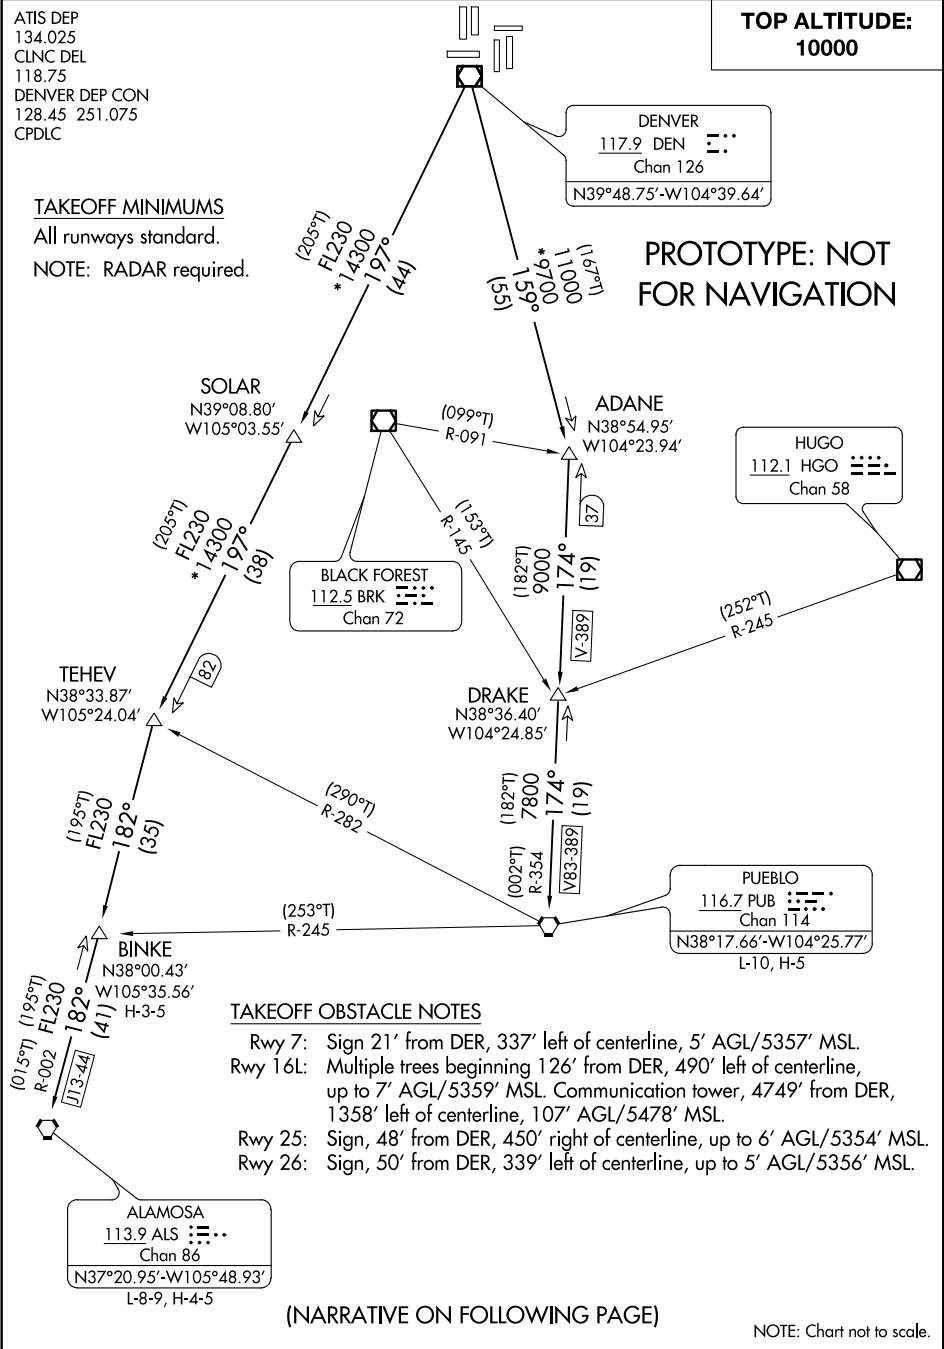 ATIS DEP
134.025
CLNC DEL
118.75
DENVER DEP CON
128.45 251.075
CPDLC
TOP ALTITUDE:
10000
DENVER
117.9 DEN
Chan 126
N39°48.75'-W104°39.64'
TAKEOFF MINIMUMS
All runways standard.
NOTE: RADAR required.
PROTOTYPE: NOT
FOR NAVIGATION
(205°T)
FL230
*14300
197°
(44)
(167°T)
11000
*9700
159°
(55)
SOLAR
N39°08.80'
W105°03.55'
ADANE
N38°54.95'
W104°23.94'
(099°T)
R-091
HUGO
112.1 HGO
Chan 58
37
(153°T)
R-145
(205°T)
FL230
*14300
197°
(38)
BLACK FOREST
112.5 BRK
Chan 72
(182°T)
9000
174°
(19)
V-389
(252°T)
R-245
82
TEHEV
N38°33.87'
W105°24.04'
DRAKE
N38°36.40'
W104°24.85'
(290°T)
R-282
(195°T)
FL230
182°
(35)
(182°T)
7800
174°
(19)
(002°T)
R-354
V83-389
PUEBLO
116.7 PUB
Chan 114
N38°17.66'-W104°25.77'
L-10, H-5
(253°T)
R-245
BINKE
N38°00.43'
W105°35.56'
H-3-5
(195°T)
FL230
182°
(41)
(015°T)
R-002
J13-44
TAKEOFF OBSTACLE NOTES
Rwy 7: Sign 21' from DER, 337' left of centerline, 5' AGL/5357' MSL.
Rwy 16L: Multiple trees beginning 126' from DER, 490' left of centerline,
up to 7' AGL/5359' MSL. Communication tower, 4749' from DER,
1358' left of centerline, 107' AGL/5478' MSL.
Rwy 25: Sign, 48' from DER, 450' right of centerline, up to 6' AGL/5354' MSL.
Rwy 26: Sign, 50' from DER, 339' left of centerline, up to 5' AGL/5356' MSL.
ALAMOSA
113.9 ALS
Chan 86
N37°20.95'-W105°48.93'
L-8-9, H-4-5
(NARRATIVE ON FOLLOWING PAGE)
NOTE: Chart not to scale.